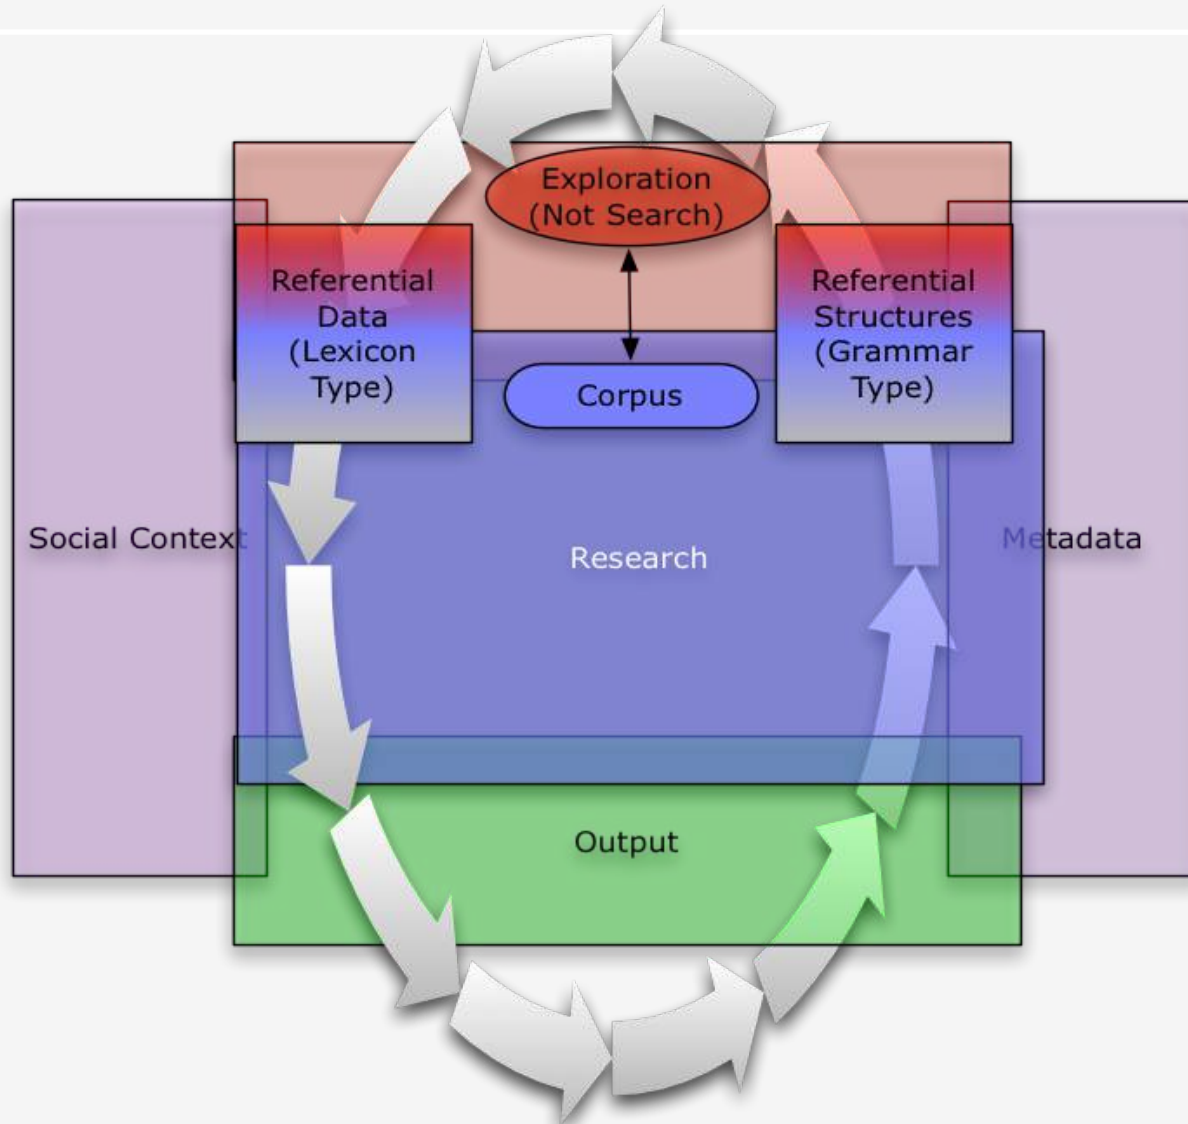 Exploration
(Not Search)
Referential
Data
(Lexicon
Type)
Referential
Structures
(Grammar
Type)
Corpus
Social Context
Research
Metadata
Output